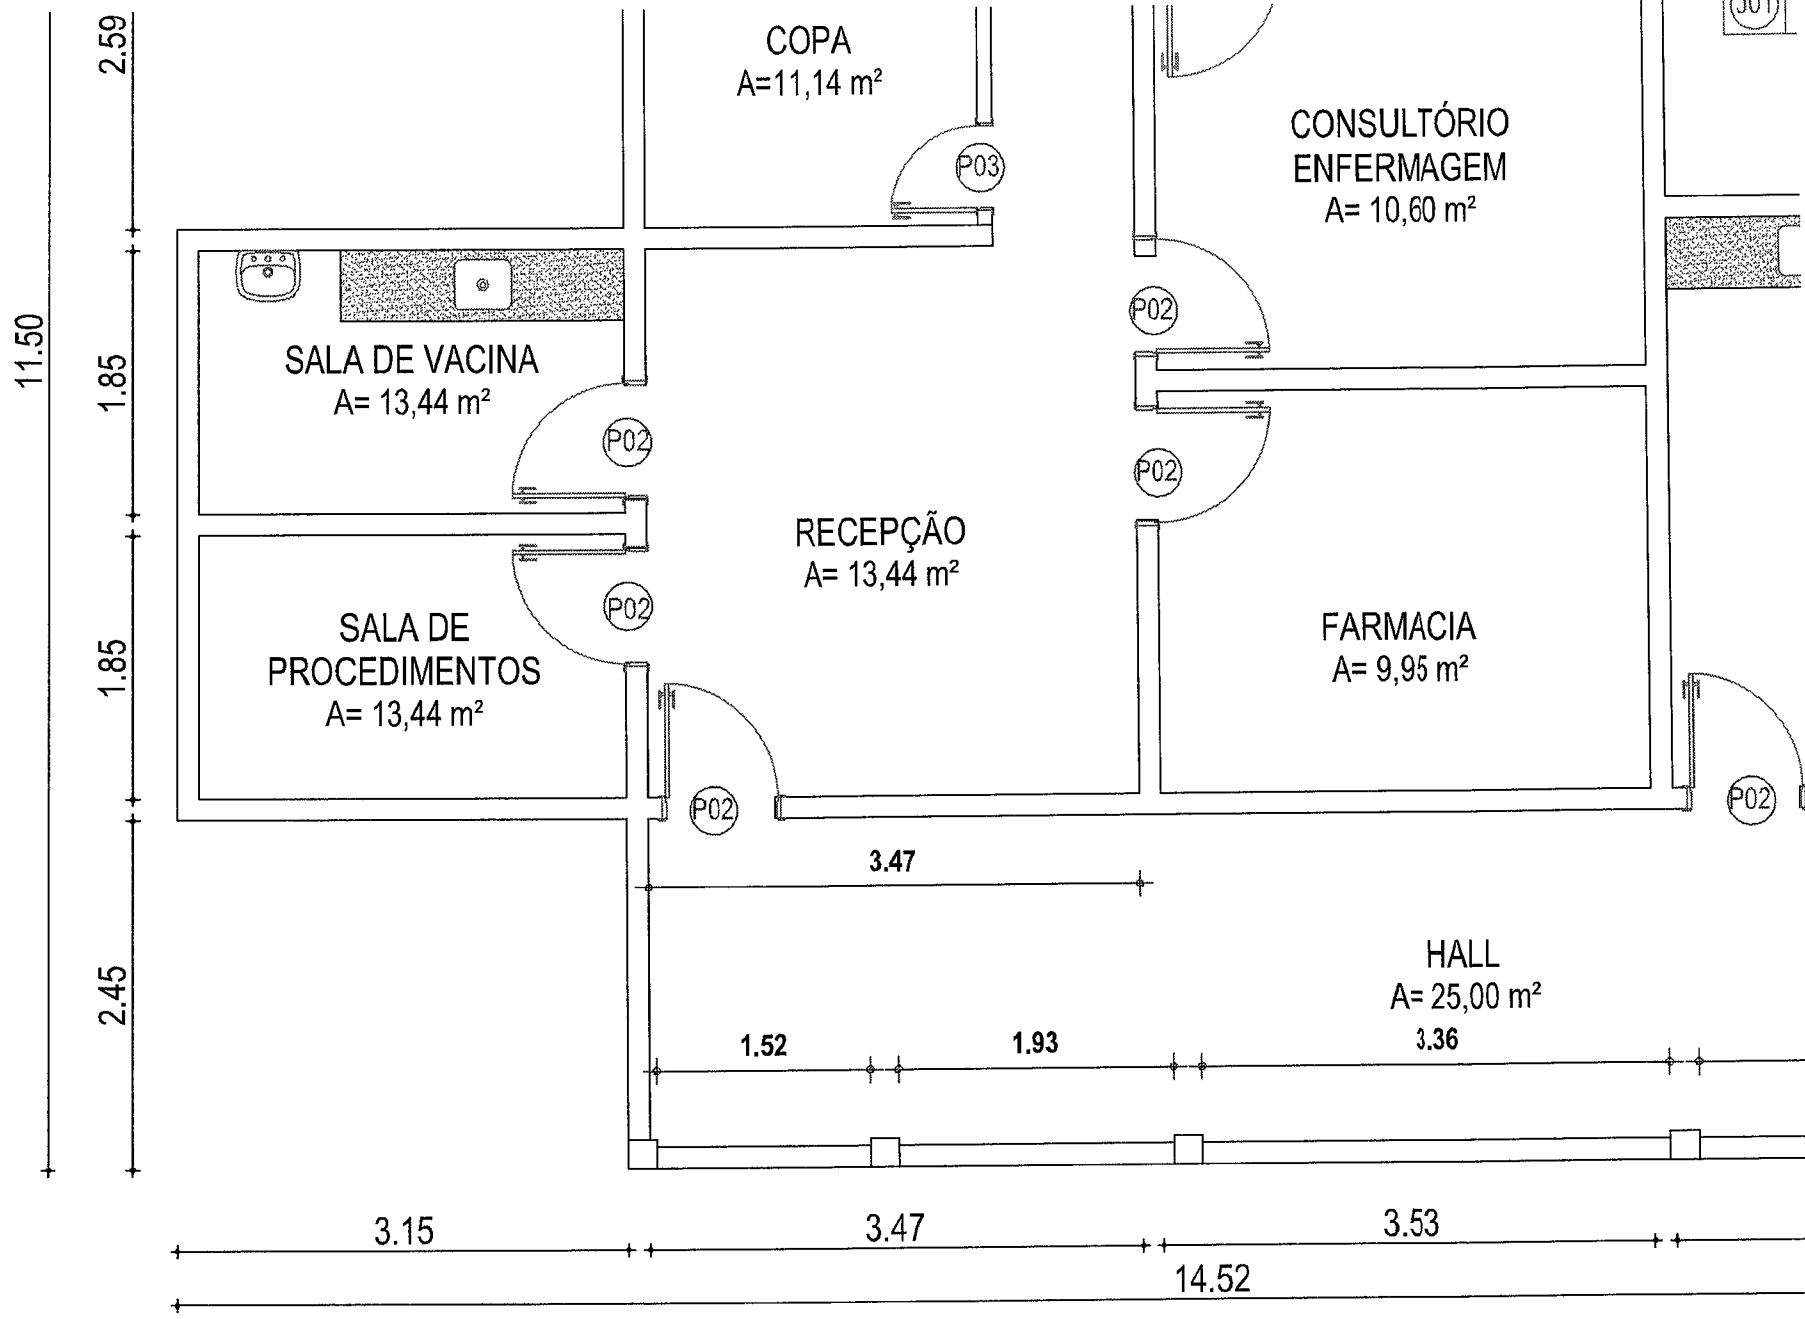 2.59
COPA
A=11,14 m²
J01
CONSULTÓRIO
ENFERMAGEM
A= 10,60 m²
P03
P02
11.50
1.85
SALA DE VACINA
A= 13,44 m²
P02
P02
RECEPÇÃO
A= 13,44 m²
P02
1.85
SALA DE
PROCEDIMENTOS
A= 13,44 m²
FARMACIA
A= 9,95 m²
P02
P02
3.47
2.45
HALL
A= 25,00 m²
1.52
1.93
3.36
3.15
3.47
3.53
14.52